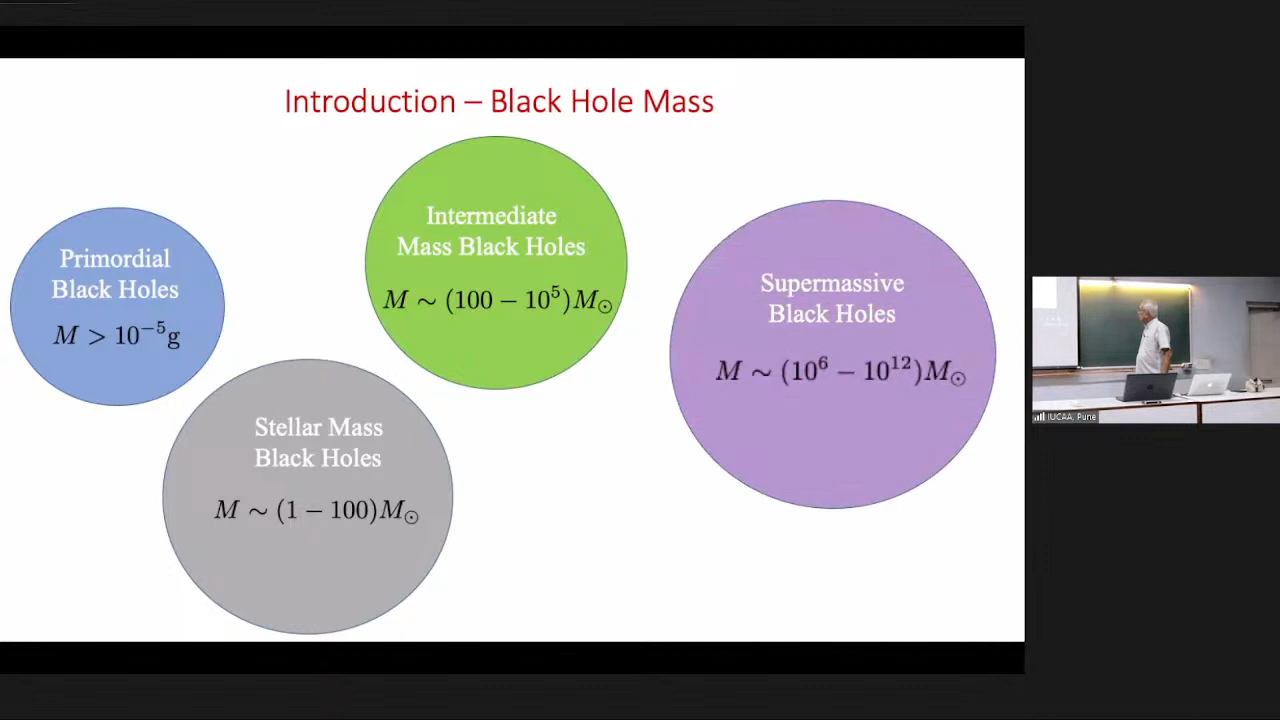 Introduction – Black Hole Mass
Primordial
Black Holes
M > 10⁻⁵g
Stellar Mass
Black Holes
M ∼ (1 − 100)M⊙
Intermediate
Mass Black Holes
M ∼ (100 − 10⁵)M⊙
Supermassive
Black Holes
M ∼ (10⁶ − 10¹²)M⊙
IUCAA, Pune